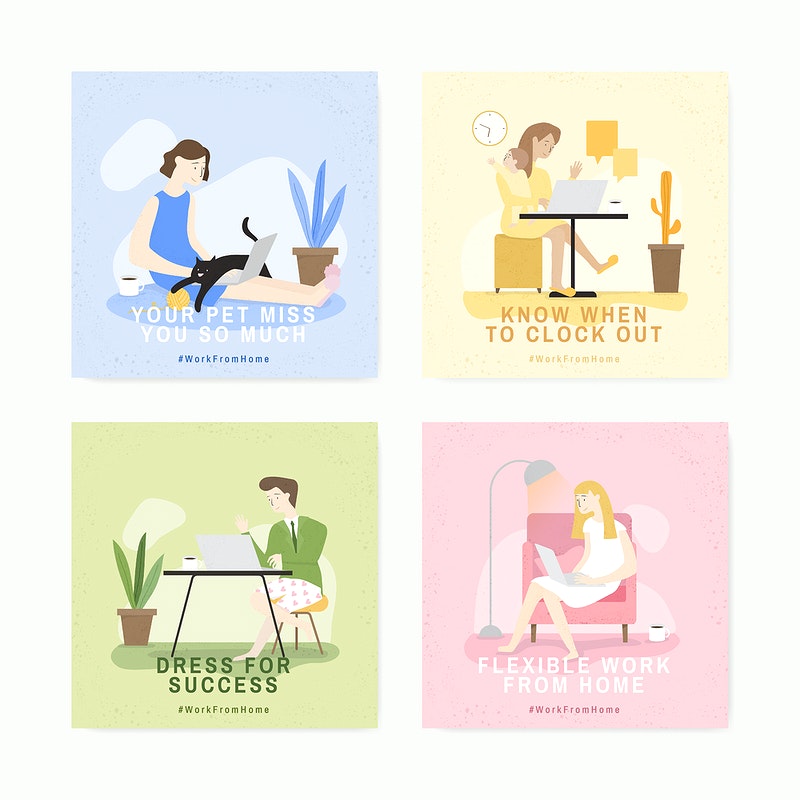 YOUR PET MISS
YOU SO MUCH
#WorkFromHome
KNOW WHEN
TO CLOCK OUT
#WorkFromHome
DRESS FOR
SUCCESS
#WorkFromHome
FLEXIBLE WORK
FROM HOME
#WorkFromHome